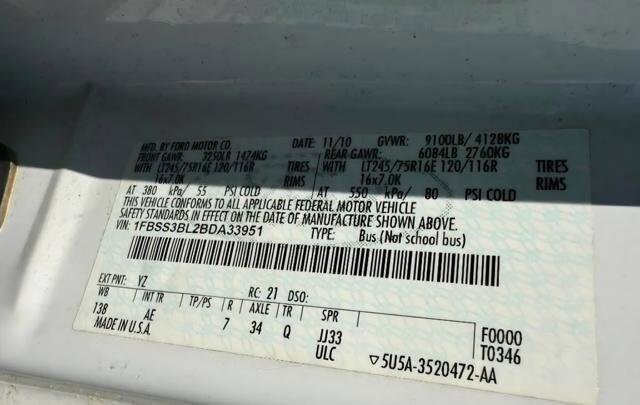 MFD. BY FORD MOTOR CO. DATE: 11/10 GVWR: 9100LB/ 4128KG
FRONT GAWR: 3250LB 1474KG REAR GAWR: 6084LB 2760KG
WITH LT245/75R16E 120/116R TIRES WITH LT245/75R16E 120/116R TIRES
16x7.0K RIMS 16x7.0K RIMS
AT 380 kPa/ 55 PSI COLD AT 550 kPa/ 80 PSI COLD
THIS VEHICLE CONFORMS TO ALL APPLICABLE FEDERAL MOTOR VEHICLE
SAFETY STANDARDS IN EFFECT ON THE DATE OF MANUFACTURE SHOWN ABOVE.
VIN: 1FBSS3BL2BDA33951 TYPE: Bus (Not school bus)
EXT PNT: YZ RC: 21 DSO:
WB INT TR TP/PS R AXLE TR SPR
138 AE 7 34 Q JJ33 F0000
MADE IN U.S.A. ULC T0346
▽5U5A-3520472-AA